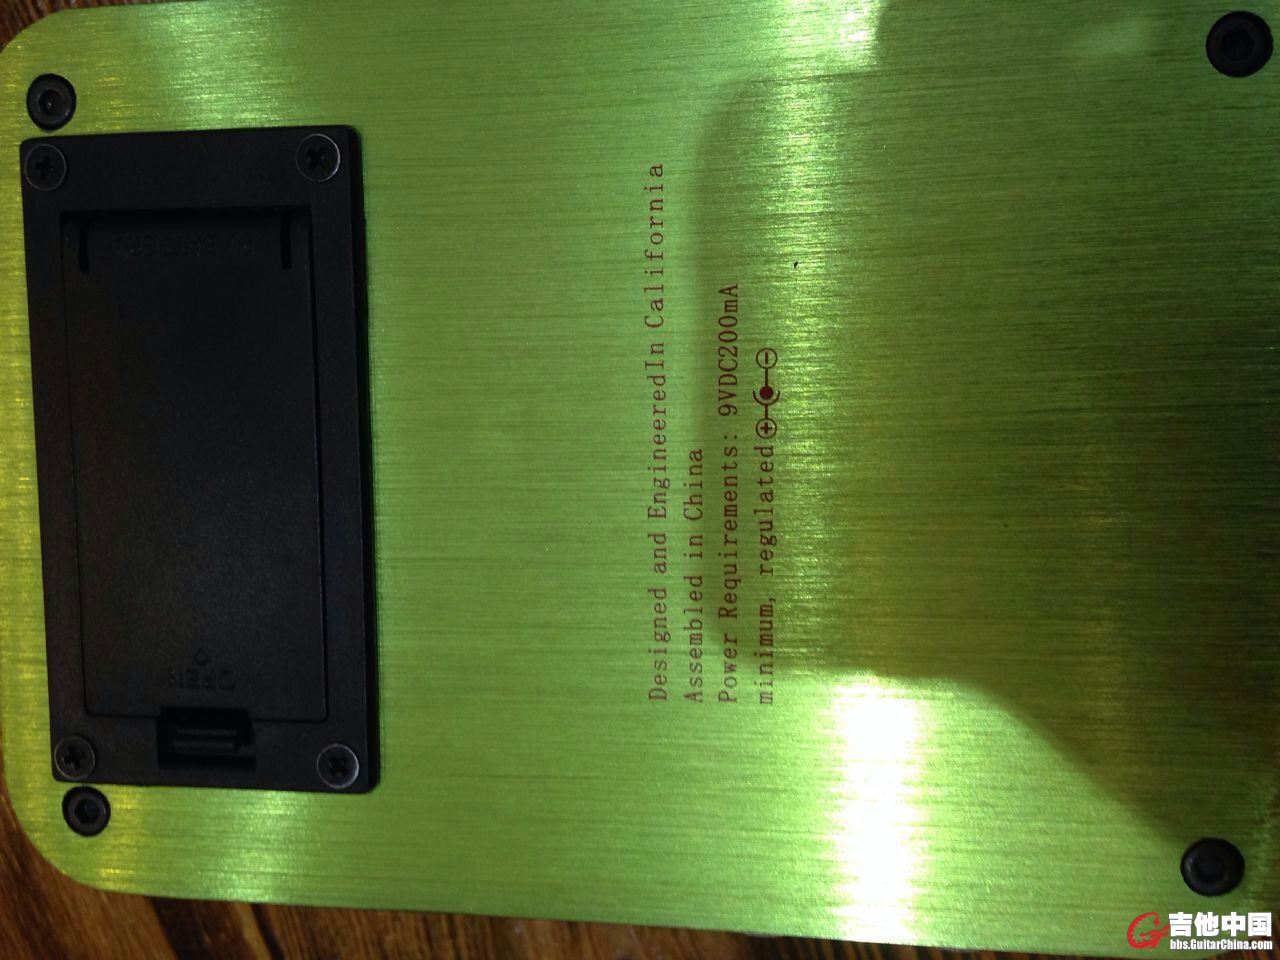 Designed and EngineeredIn California
Assembled in China
Power Requirements: 9VDC200mA
minimum, regulated
OPEN
吉他中国
bbs.GuitarChina.com